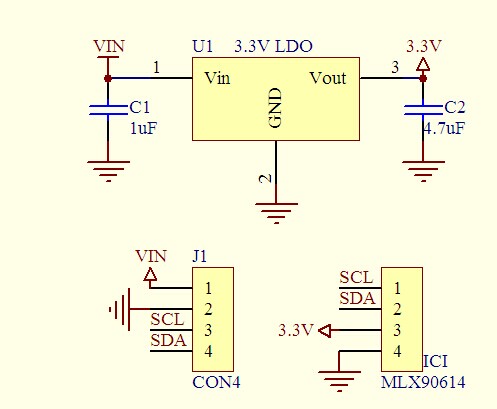 VIN
U1 3.3V LDO
3.3V
1
Vin
Vout
3
GND
C1
1uF
C2
4.7uF
2
VIN
J1
1
2
SCL
3
SDA
4
CON4
SCL
1
SDA
2
3.3V
3
4
ICI
MLX90614